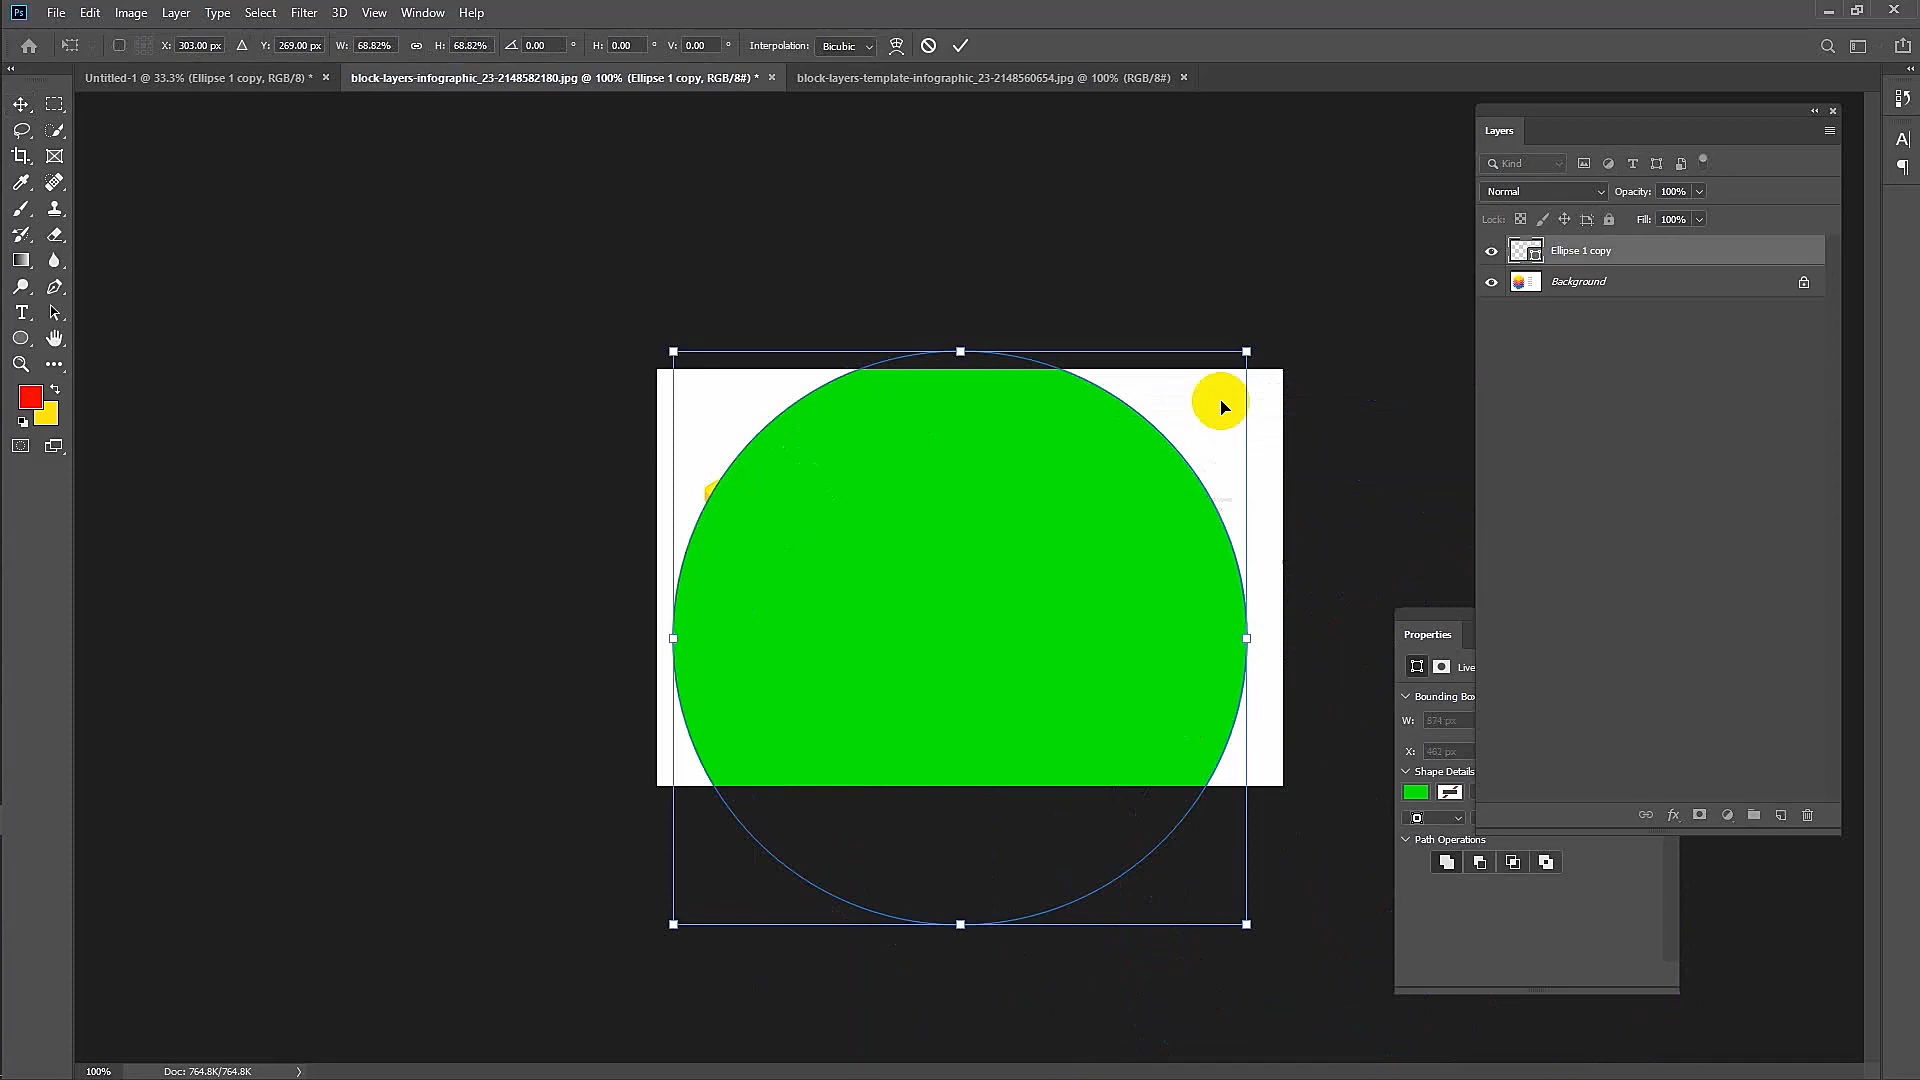 Ps File Edit Image Layer Type Select Filter 3D View Window Help
X: 303.00 px Y: 269.00 px W: 68.82% H: 68.82% 0.00 ° H: 0.00 ° V: 0.00 ° Interpolation: Bicubic
Untitled-1 @ 33.3% (Ellipse 1 copy, RGB/8) * × block-layers-infographic_23-2148582180.jpg @ 100% (Ellipse 1 copy, RGB/8#) * × block-layers-template-infographic_23-2148560654.jpg @ 100% (RGB/8#) ×
Layers
Kind
Normal Opacity: 100%
Lock: Fill: 100%
Ellipse 1 copy
Background
Properties
Live
Bounding Box
W: 874 px
X: 462 px
Shape Details
Path Operations
100% Doc: 764.8K/764.8K